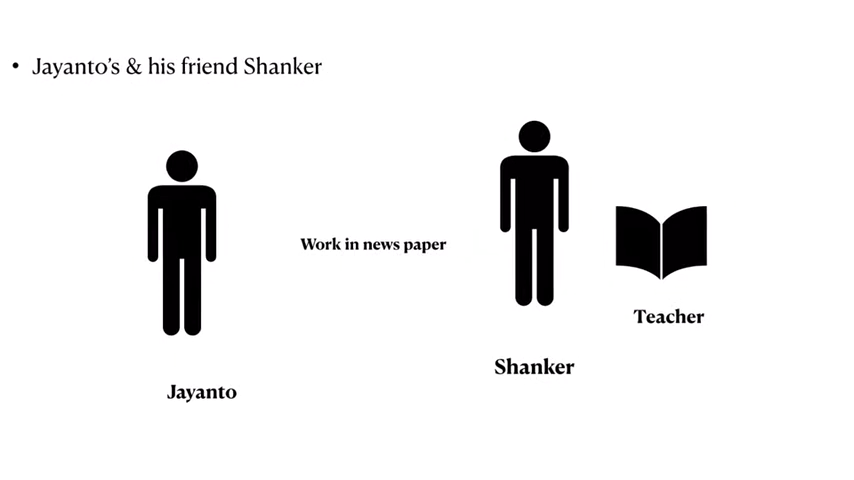 • Jayanto's & his friend Shanker
Work in news paper
Teacher
Shanker
Jayanto